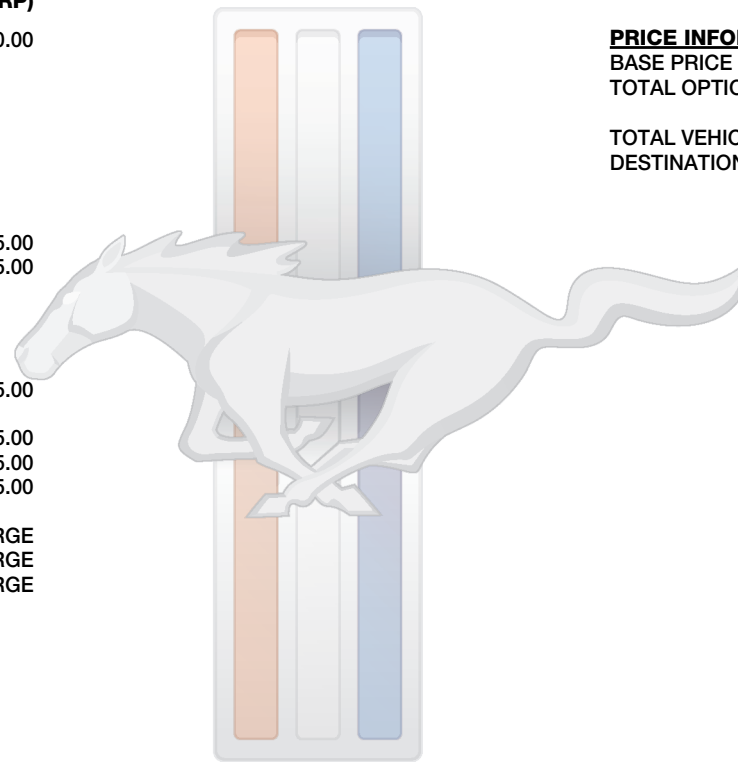 RP)
0.00
5.00
5.00
5.00
5.00
5.00
5.00
RGE
RGE
RGE
PRICE INFO
BASE PRICE
TOTAL OPTIO
TOTAL VEHIC
DESTINATION